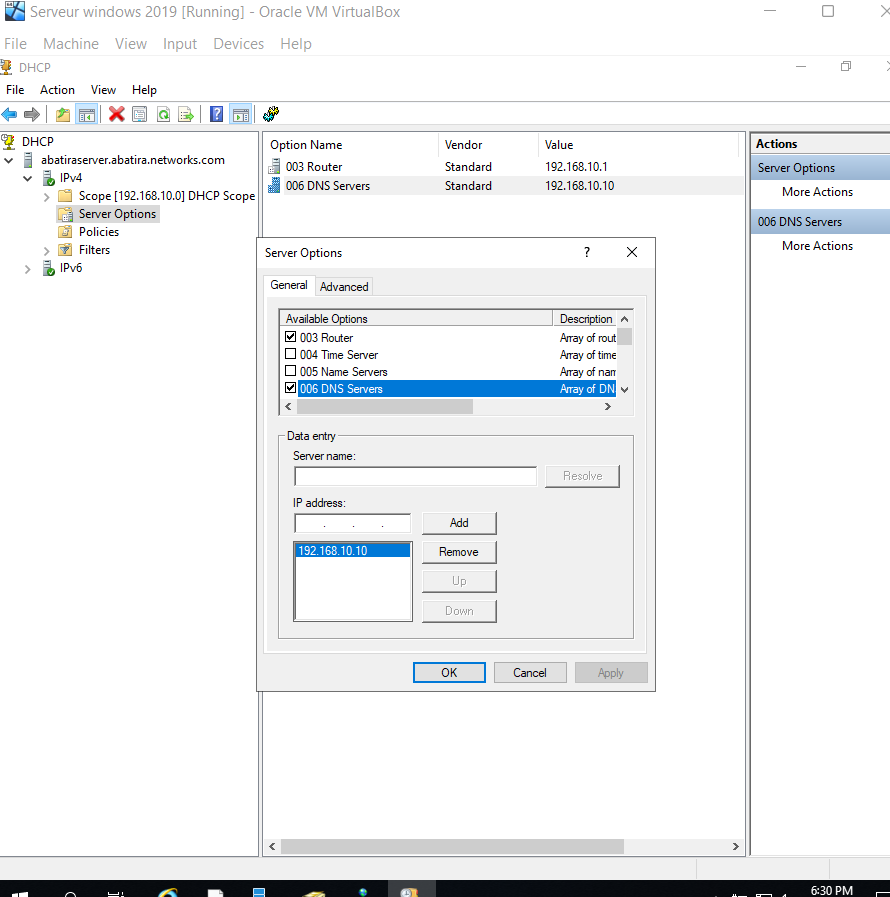 Serveur windows 2019 [Running] - Oracle VM VirtualBox
File Machine View Input Devices Help
DHCP
File Action View Help
DHCP
abatiraserver.abatira.networks.com
IPv4
Scope [192.168.10.0] DHCP Scope
Server Options
Policies
Filters
IPv6
Option Name Vendor Value
003 Router Standard 192.168.10.1
006 DNS Servers Standard 192.168.10.10
Actions
Server Options
More Actions
006 DNS Servers
More Actions
Server Options
General Advanced
Available Options Description
003 Router Array of rout
004 Time Server Array of time
005 Name Servers Array of nam
006 DNS Servers Array of DN
Data entry
Server name:
Resolve
IP address:
Add
192.168.10.10
Remove
Up
Down
OK Cancel Apply
6:30 PM